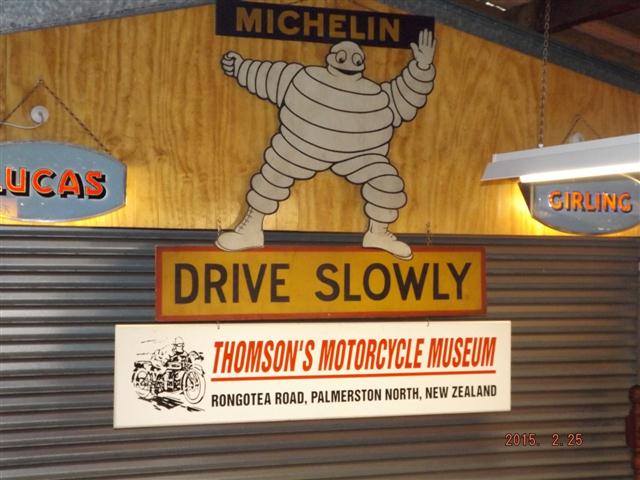 MICHELIN
LUCAS
GIRLING
DRIVE SLOWLY
THOMSON'S MOTORCYCLE MUSEUM
RONGOTEA ROAD, PALMERSTON NORTH, NEW ZEALAND
2015. 2.25